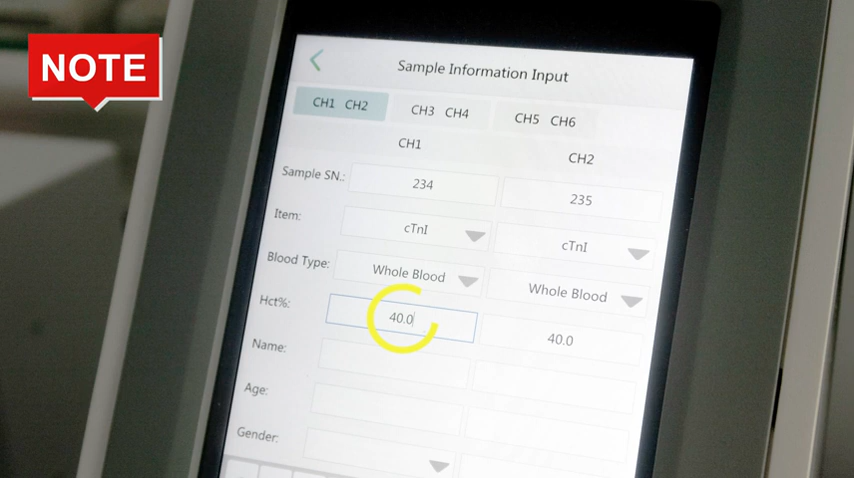 NOTE
Sample Information Input
CH1 CH2 CH3 CH4 CH5 CH6
CH1 CH2
Sample SN.: 234 235
Item: cTnI cTnI
Blood Type: Whole Blood Whole Blood
Hct%: 40.0 40.0
Name:
Age:
Gender: